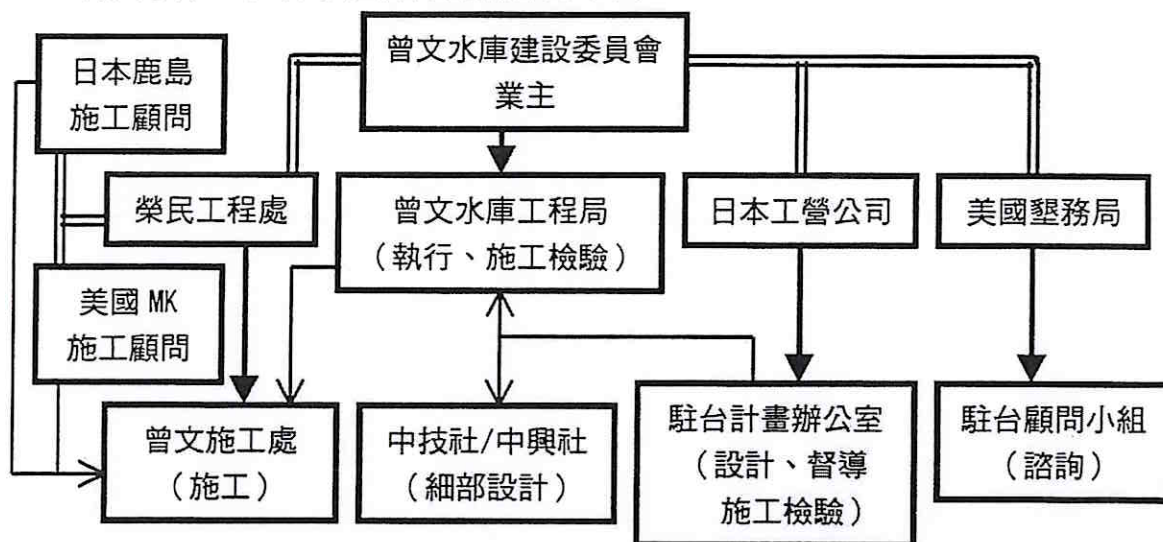 曾文水庫建設委員會
業主
日本鹿島
施工顧問
榮民工程處
曾文水庫工程局
（執行、施工檢驗）
日本工營公司
美國墾務局
美國 MK
施工顧問
曾文施工處
（施工）
中技社/中興社
（細部設計）
駐台計畫辦公室
（設計、督導
施工檢驗）
駐台顧問小組
（諮詢）